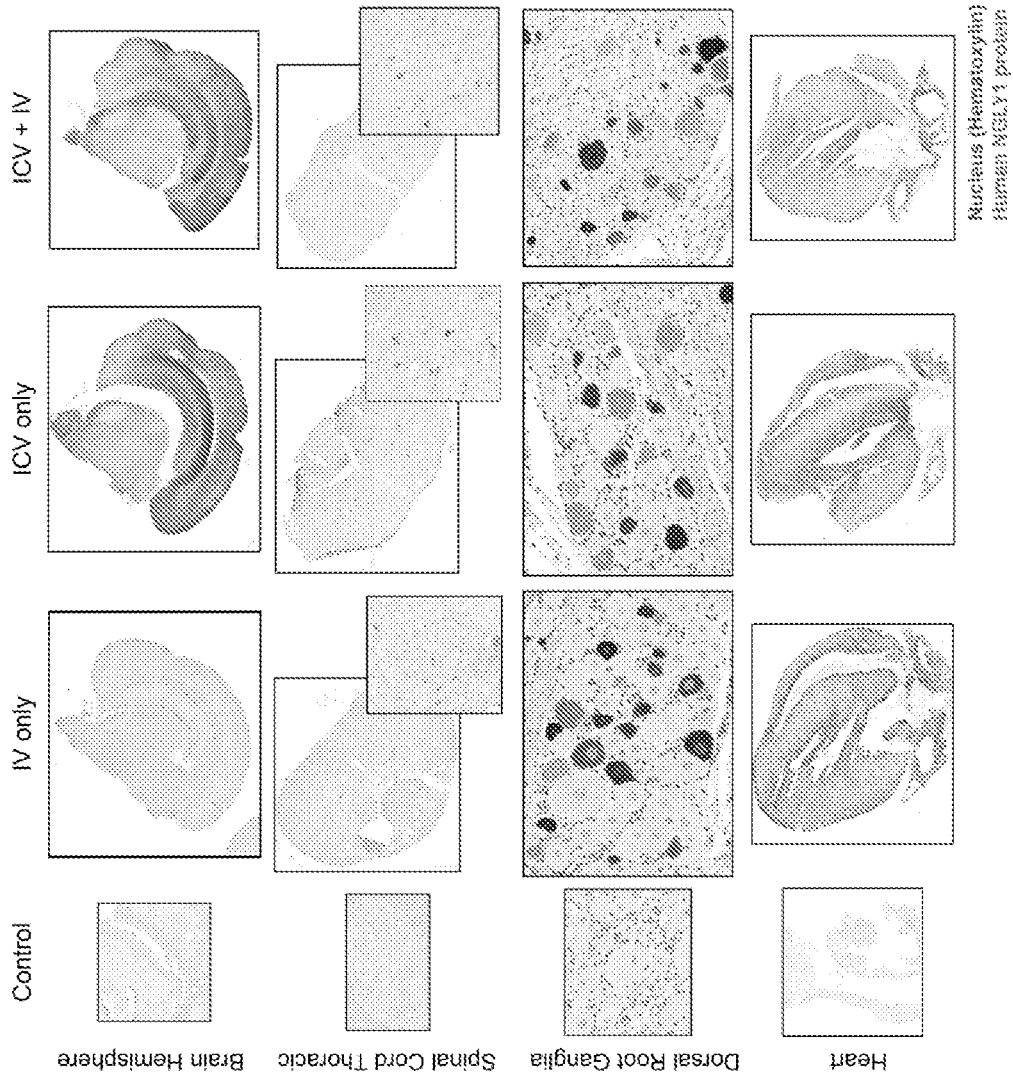 Control
IV only
ICV only
ICV + IV
Brain Hemisphere
Spinal Cord Thoracic
Dorsal Root Ganglia
Heart
Nucleus (Hematoxylin)
Human NGLY1 protein